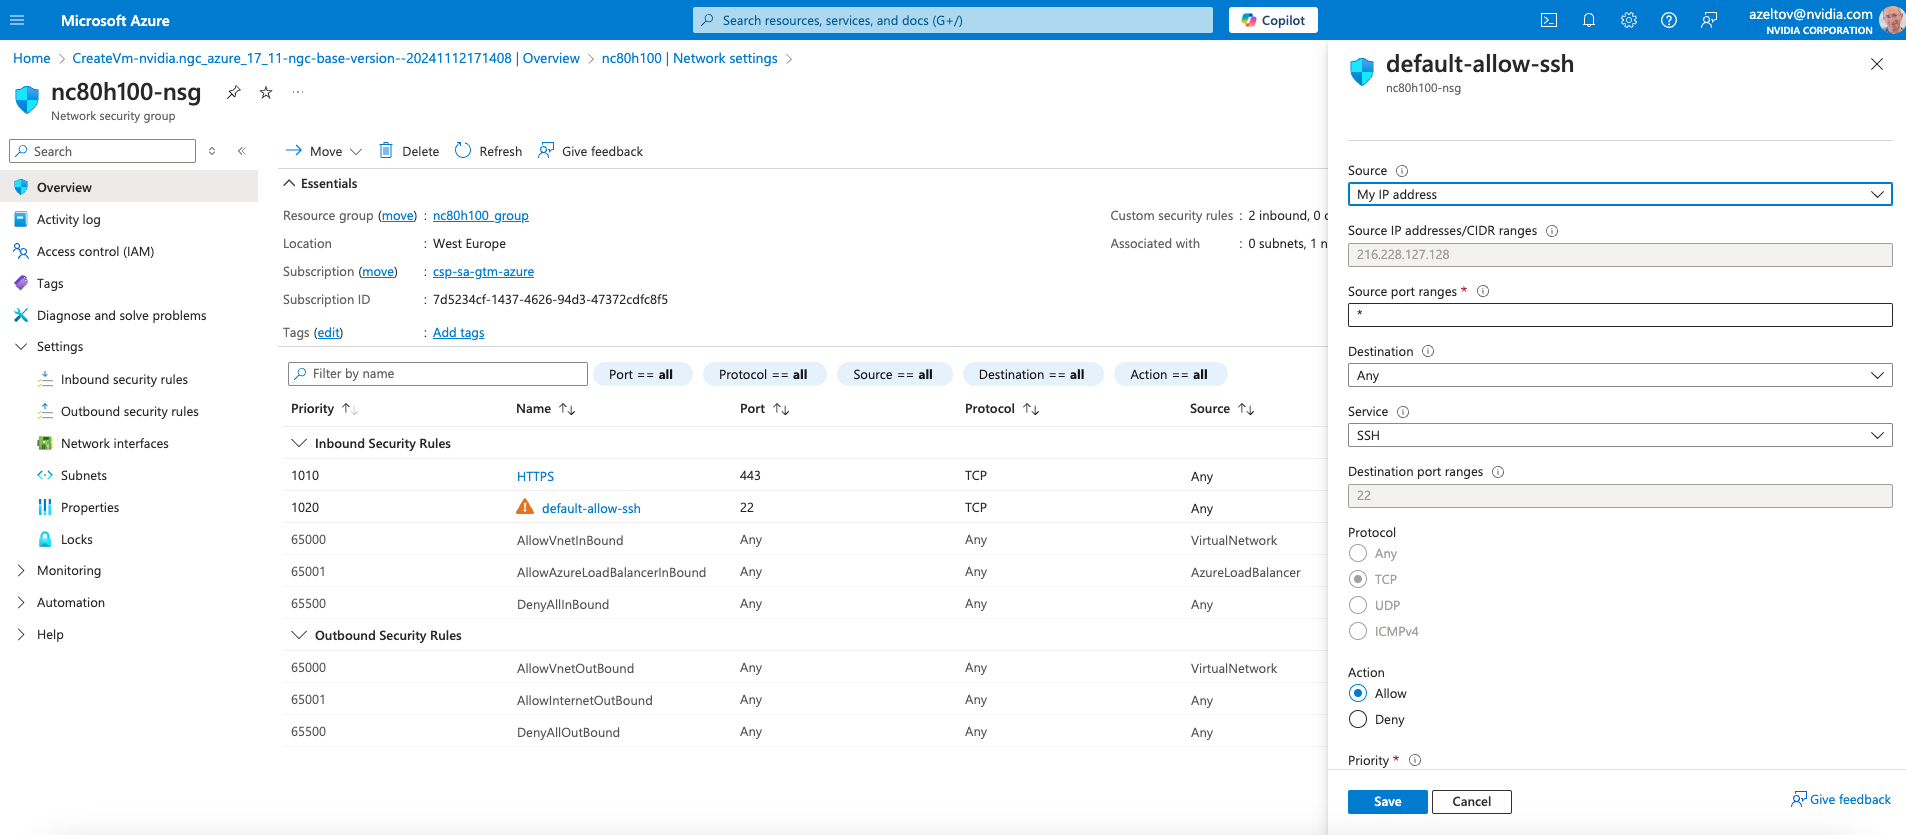 Microsoft Azure
Search resources, services, and docs (G+/)
Copilot
azeltov@nvidia.com
NVIDIA CORPORATION
Home > CreateVm-nvidia.ngc_azure_17_11-ngc-base-version--20241112171408 | Overview > nc80h100 | Network settings >
nc80h100-nsg
Network security group
Search
Overview
Activity log
Access control (IAM)
Tags
Diagnose and solve problems
Settings
Inbound security rules
Outbound security rules
Network interfaces
Subnets
Properties
Locks
Monitoring
Automation
Help
Move Delete Refresh Give feedback
Essentials
Resource group (move) : nc80h100_group
Location : West Europe
Subscription (move) : csp-sa-gtm-azure
Subscription ID : 7d5234cf-1437-4626-94d3-47372cdfc8f5
Tags (edit) : Add tags
Custom security rules : 2 inbound, 0
Associated with : 0 subnets, 1
Filter by name
Port == all Protocol == all Source == all Destination == all Action == all
Priority Name Port Protocol Source
Inbound Security Rules
1010 HTTPS 443 TCP Any
1020 default-allow-ssh 22 TCP Any
65000 AllowVnetInBound Any Any VirtualNetwork
65001 AllowAzureLoadBalancerInBound Any Any AzureLoadBalancer
65500 DenyAllInBound Any Any Any
Outbound Security Rules
65000 AllowVnetOutBound Any Any VirtualNetwork
65001 AllowInternetOutBound Any Any Any
65500 DenyAllOutBound Any Any Any
default-allow-ssh
nc80h100-nsg
Source
My IP address
Source IP addresses/CIDR ranges
216.228.127.128
Source port ranges *
*
Destination
Any
Service
SSH
Destination port ranges
22
Protocol
Any
TCP
UDP
ICMPv4
Action
Allow
Deny
Priority *
Save Cancel
Give feedback